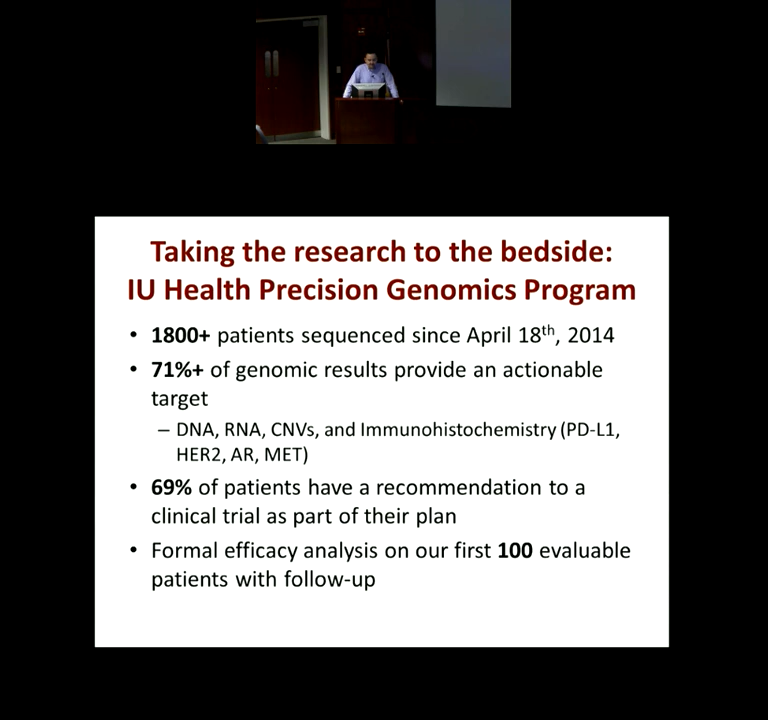 Taking the research to the bedside:
IU Health Precision Genomics Program
• 1800+ patients sequenced since April 18th, 2014
• 71%+ of genomic results provide an actionable
target
– DNA, RNA, CNVs, and Immunohistochemistry (PD-L1,
HER2, AR, MET)
• 69% of patients have a recommendation to a
clinical trial as part of their plan
• Formal efficacy analysis on our first 100 evaluable
patients with follow-up